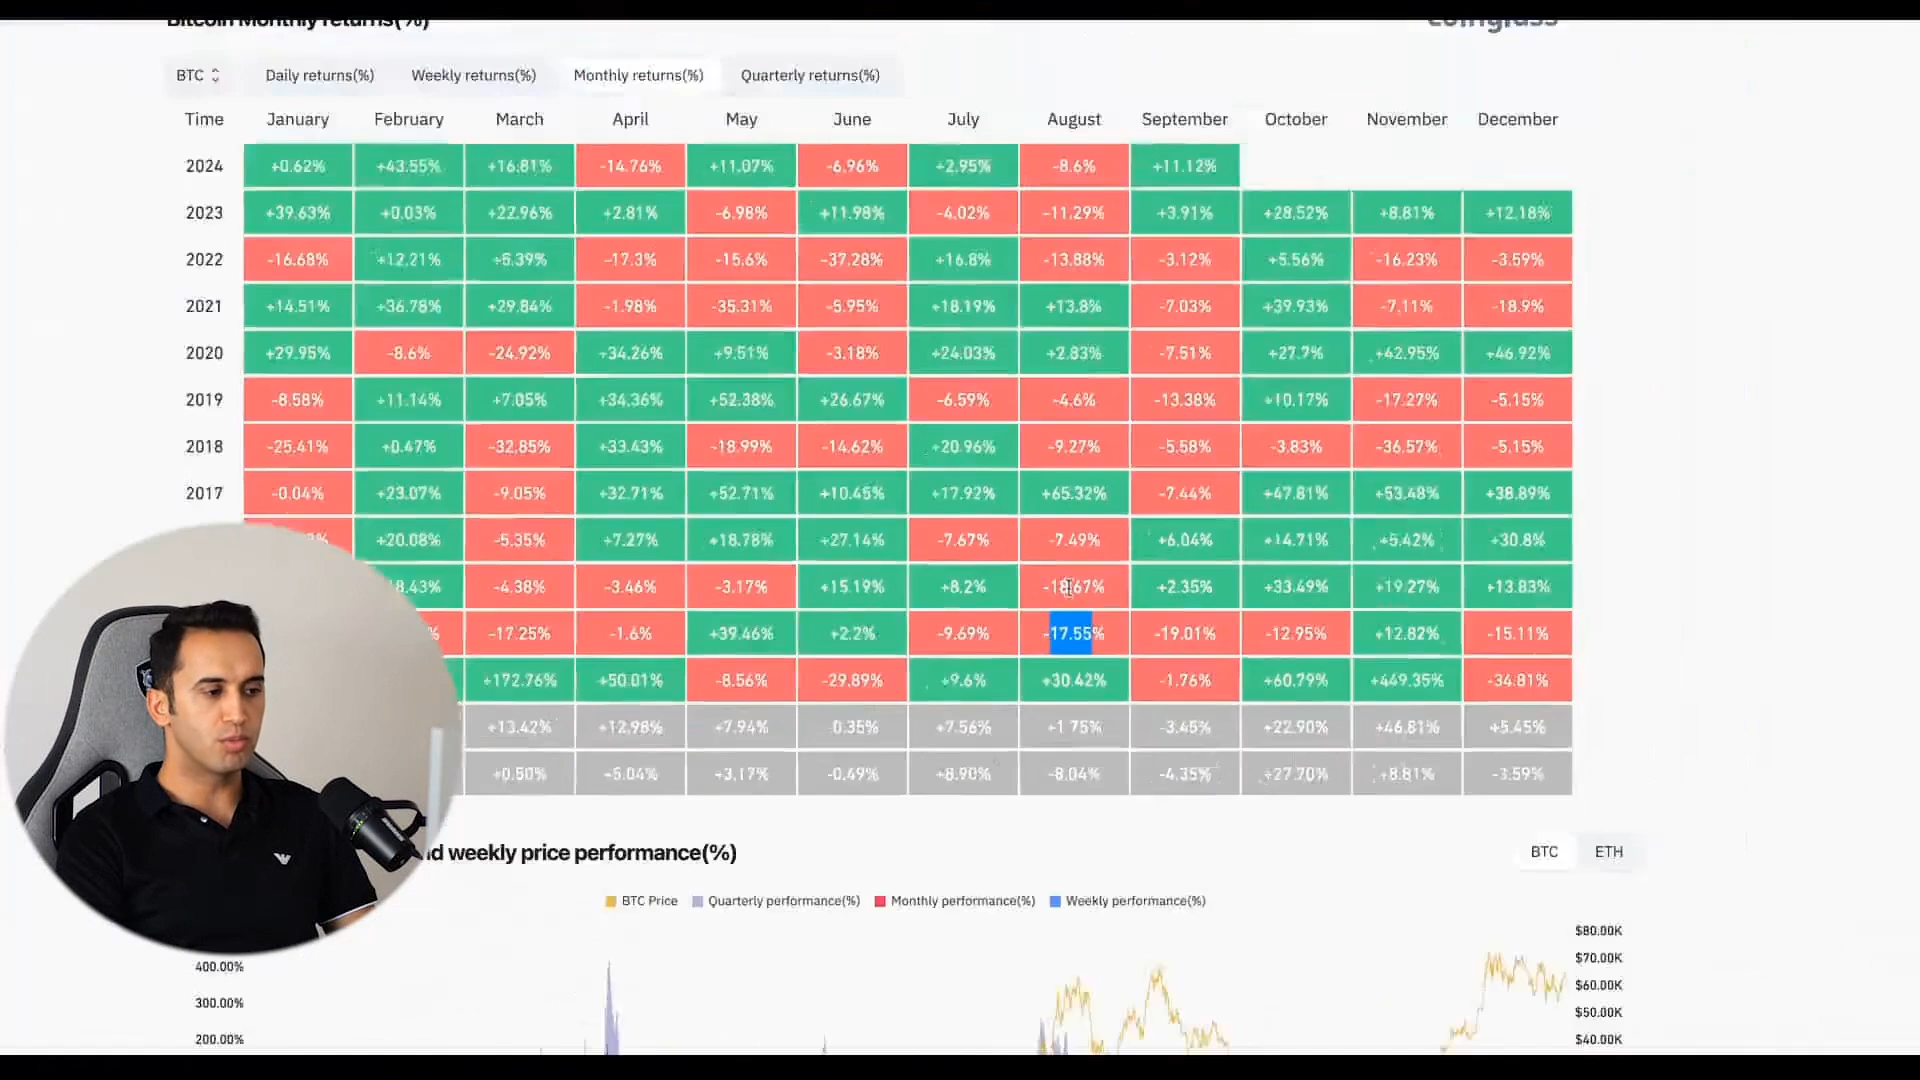 Bitcoin Monthly returns(%)
coinglass
BTC Daily returns(%) Weekly returns(%) Monthly returns(%) Quarterly returns(%)
Time January February March April May June July August September October November December
2024 +0.62% +43.55% +16.81% -14.76% +11.07% -6.96% +2.95% -8.6% +11.12%
2023 +39.63% +0.03% +22.96% +2.81% -6.98% +11.98% -4.02% -11.29% +3.91% +28.52% +8.81% +12.18%
2022 -16.68% +12.21% +5.39% -17.3% -15.6% -37.28% +16.8% -13.88% -3.12% +5.56% -16.23% -3.59%
2021 +14.51% +36.78% +29.84% -1.98% -35.31% -5.95% +18.19% +13.8% -7.03% +39.93% -7.11% -18.9%
2020 +29.95% -8.6% -24.92% +34.26% +9.51% -3.18% +24.03% +2.83% -7.51% +27.7% +42.95% +46.92%
2019 -8.58% +11.14% +7.05% +34.36% +52.38% +26.67% -6.59% -4.6% -13.38% +10.17% -17.27% -5.15%
2018 -25.41% +0.47% -32.85% +33.43% -18.99% -14.62% +20.96% -9.27% -5.58% -3.83% -36.57% -5.15%
2017 -0.04% +23.07% -9.05% +32.71% +52.71% +10.45% +17.92% +65.32% -7.44% +47.81% +53.48% +38.89%
+20.08% -5.35% +7.27% +18.78% +27.14% -7.67% -7.49% +6.04% +14.71% +5.42% +30.8%
8.43% -4.38% -3.46% -3.17% +15.19% +8.2% -18.67% +2.35% +33.49% +19.27% +13.83%
% -17.25% -1.6% +39.46% +2.2% -9.69% -17.55% -19.01% -12.95% +12.82% -15.11%
+172.76% +50.01% -8.56% -29.89% +9.6% +30.42% -1.76% +60.79% +449.35% -34.81%
+13.42% +12.98% +7.94% 0.35% +7.56% +1.75% -3.45% +22.90% +46.81% +5.45%
+0.50% +5.04% +3.17% -0.49% +8.90% -8.04% -4.35% +27.70% +8.81% -3.59%
d weekly price performance(%) BTC ETH
BTC Price Quarterly performance(%) Monthly performance(%) Weekly performance(%)
$80.00K
400.00% $70.00K
300.00% $60.00K
$50.00K
200.00% $40.00K